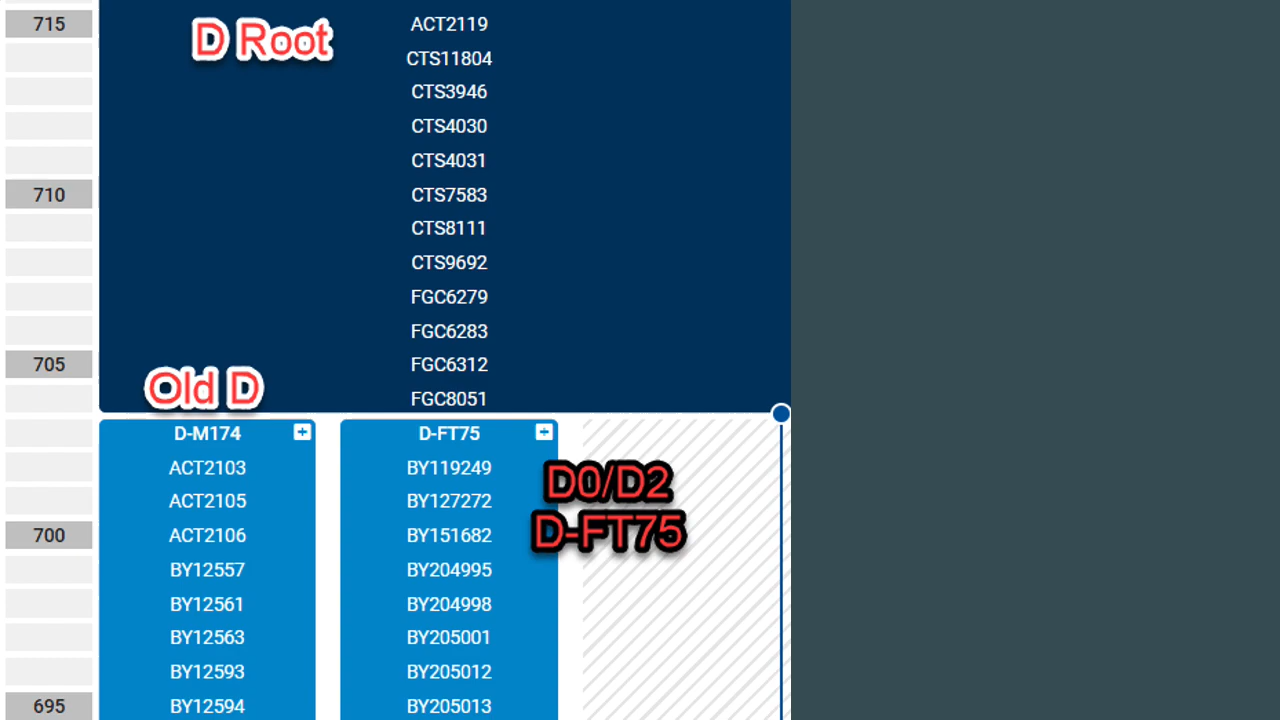 715
ACT2119
D Root
CTS11804
CTS3946
CTS4030
CTS4031
710
CTS7583
CTS8111
CTS9692
FGC6279
FGC6283
705
FGC6312
Old D
FGC8051
D-M174
D-FT75
ACT2103
BY119249
D0/D2
ACT2105
BY127272
D-FT75
700
ACT2106
BY151682
BY12557
BY204995
BY12561
BY204998
BY12563
BY205001
BY12593
BY205012
695
BY12594
BY205013